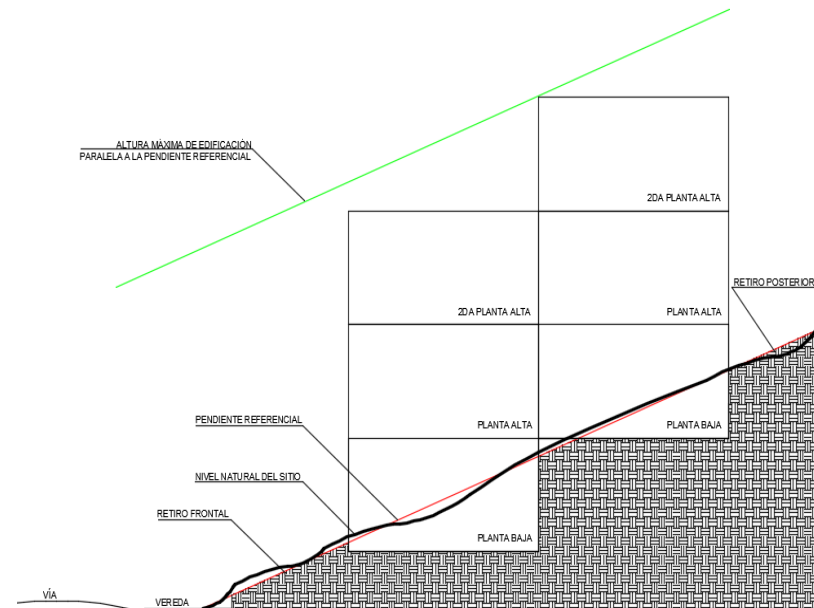 ALTURA MÁXIMA DE EDIFICACIÓN
PARALELA A LA PENDIENTE REFERENCIAL
2DA PLANTA ALTA
RETIRO POSTERIOR
2DA PLANTA ALTA
PLANTA ALTA
PENDIENTE REFERENCIAL
PLANTA ALTA
PLANTA BAJA
NIVEL NATURAL DEL SITIO
RETIRO FRONTAL
PLANTA BAJA
VÍA
VEREDA